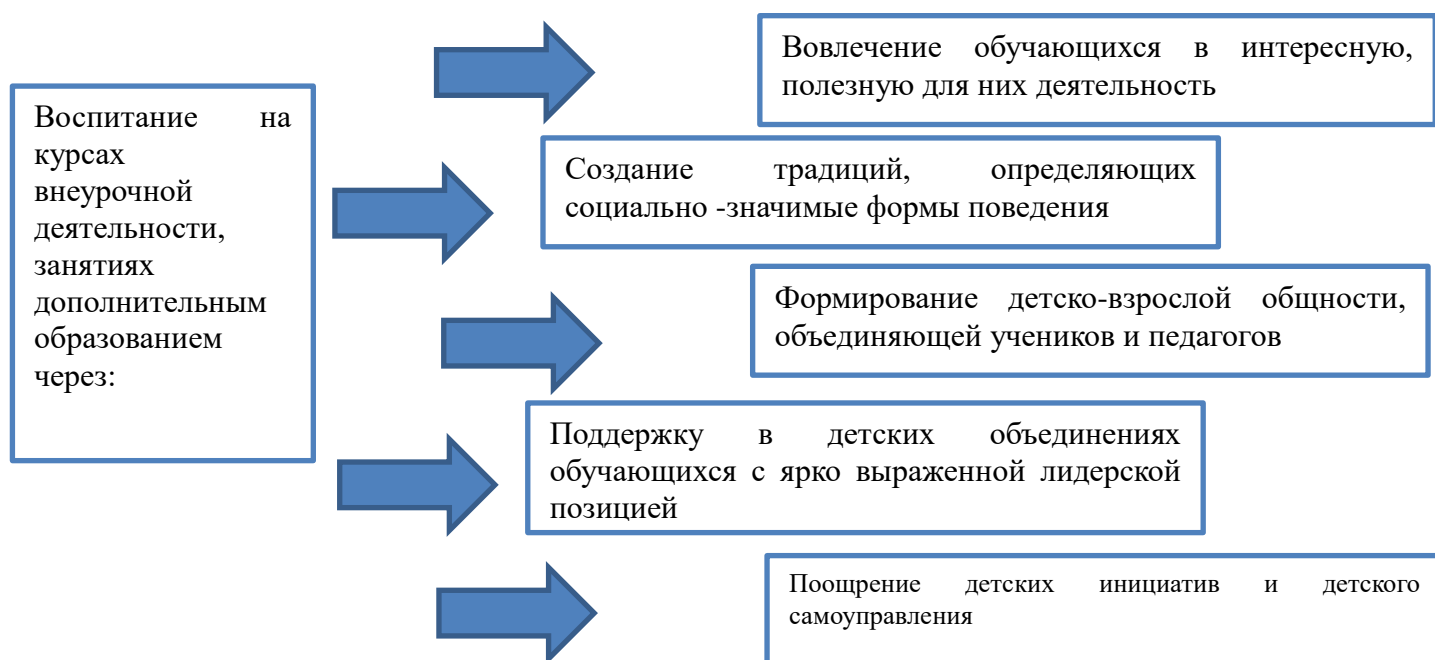 Воспитание на
курсах
внеурочной
деятельности,
занятиях
дополнительным
образованием
через:
Вовлечение обучающихся в интересную,
полезную для них деятельность
Создание традиций, определяющих
социально -значимые формы поведения
Формирование детско-взрослой общности,
объединяющей учеников и педагогов
Поддержку в детских объединениях
обучающихся с ярко выраженной лидерской
позицией
Поощрение детских инициатив и детского
самоуправления